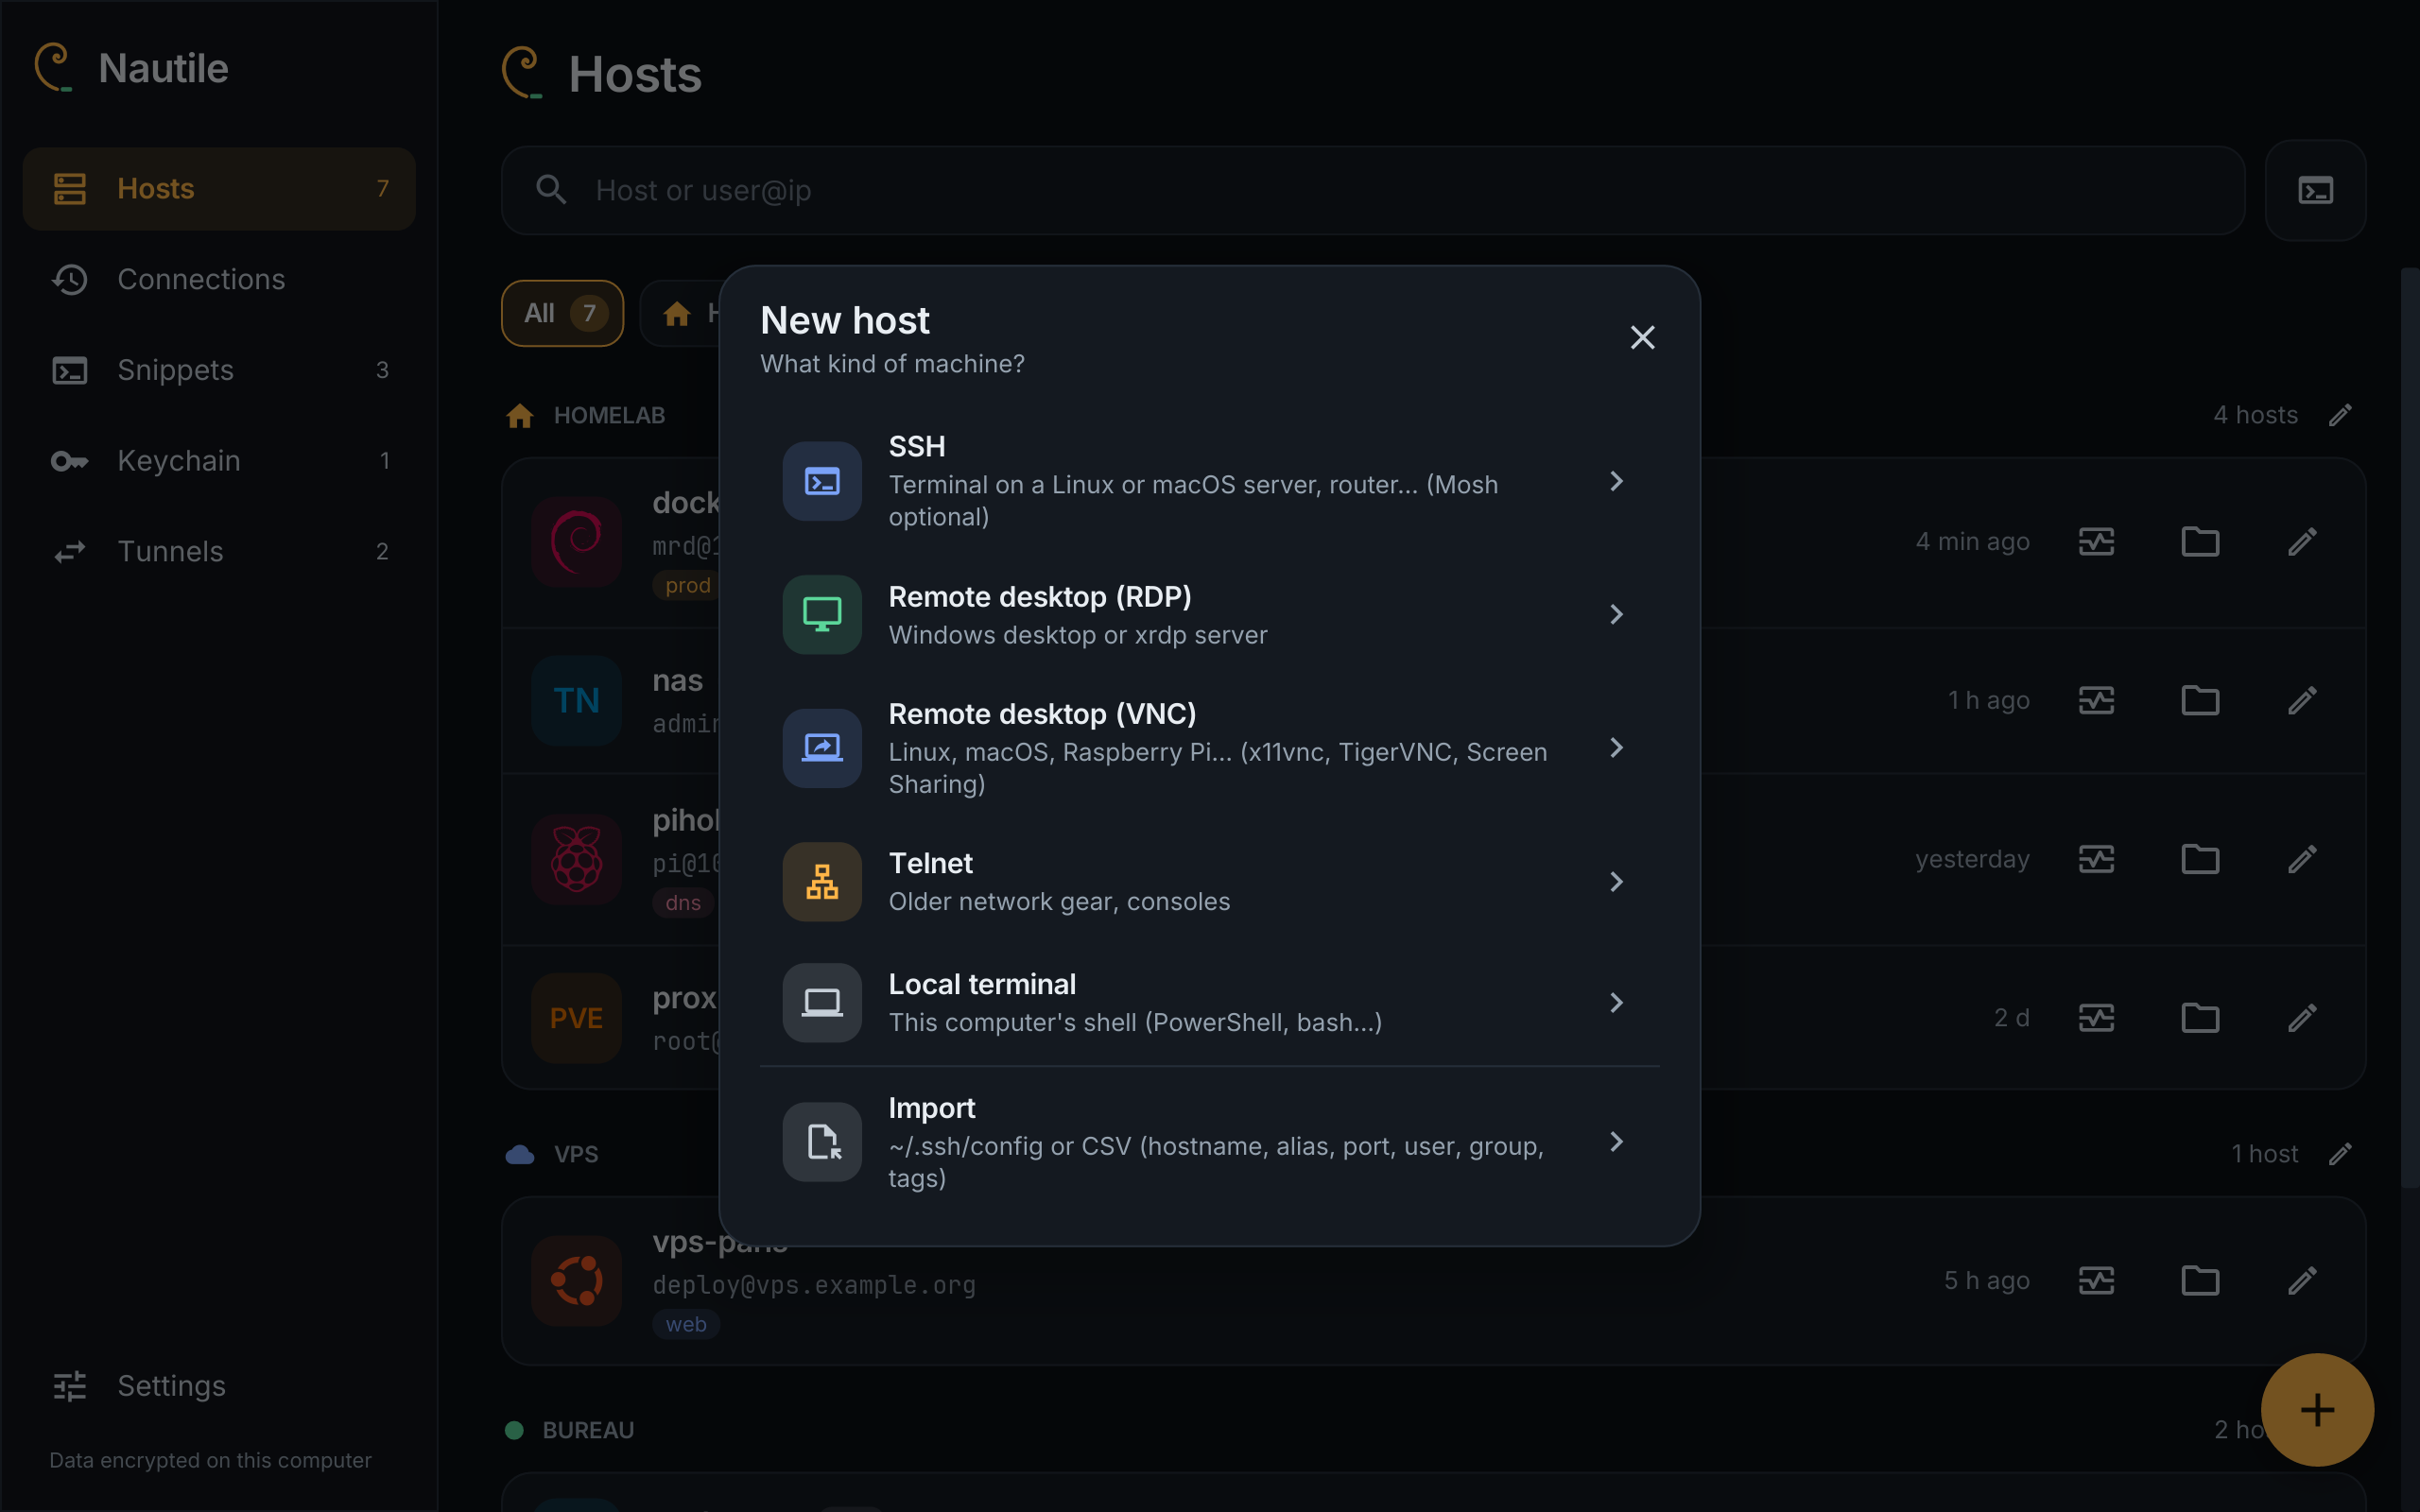 Nautile
Hosts 7
Connections
Snippets 3
Keychain 1
Tunnels 2
Settings
Data encrypted on this computer
Hosts
Host or user@ip
All 7
HOMELAB
4 hosts
prod
4 min ago
TN
nas
1 h ago
dns
yesterday
PVE
2 d
VPS
1 host
deploy@vps.example.org
web
5 h ago
BUREAU
New host
What kind of machine?
SSH
Terminal on a Linux or macOS server, router... (Mosh
optional)
Remote desktop (RDP)
Windows desktop or xrdp server
Remote desktop (VNC)
Linux, macOS, Raspberry Pi... (x11vnc, TigerVNC, Screen
Sharing)
Telnet
Older network gear, consoles
Local terminal
This computer's shell (PowerShell, bash...)
Import
~/.ssh/config or CSV (hostname, alias, port, user, group,
tags)